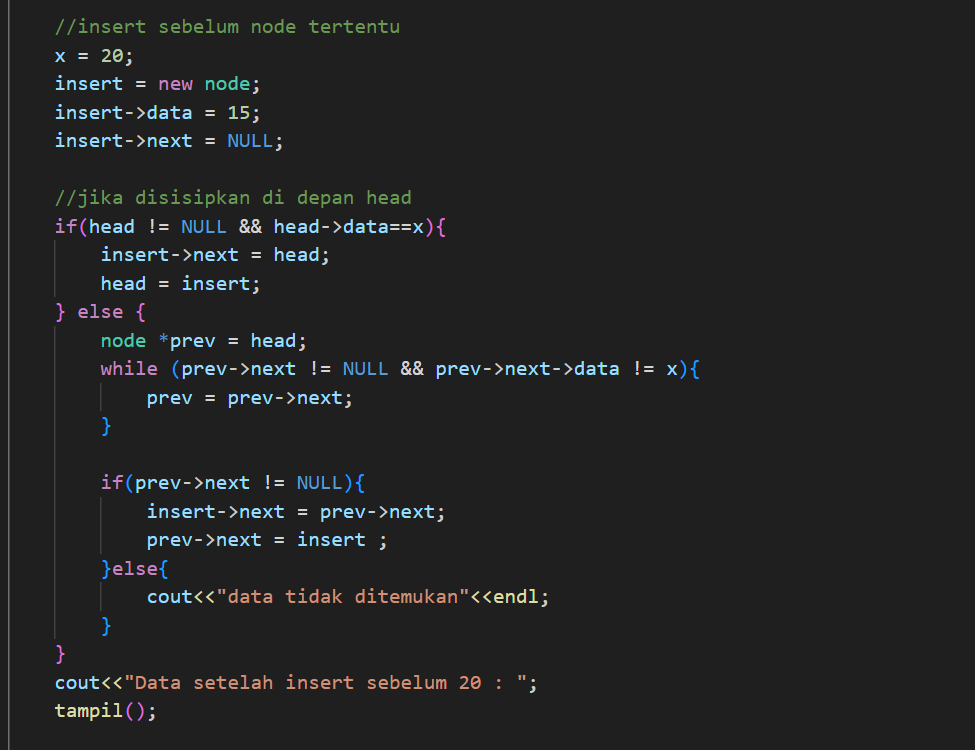 //insert sebelum node tertentu
x = 20;
insert = new node;
insert->data = 15;
insert->next = NULL;
//jika disisipkan di depan head
if(head != NULL && head->data==x){
insert->next = head;
head = insert;
} else {
node *prev = head;
while (prev->next != NULL && prev->next->data != x){
prev = prev->next;
}
if(prev->next != NULL){
insert->next = prev->next;
prev->next = insert ;
}else{
cout<<"data tidak ditemukan"<<endl;
}
}
cout<<"Data setelah insert sebelum 20 : ";
tampil();